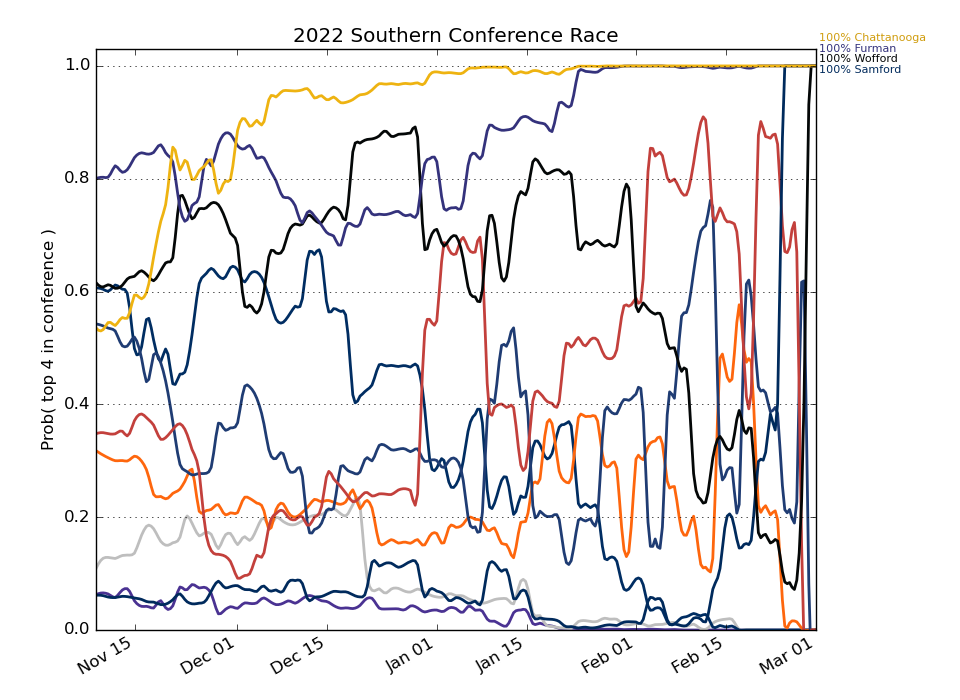 2022 Southern Conference Race
100% Chattanooga
100% Furman
100% Wofford
100% Samford
Prob( top 4 in conference )
1.0
0.8
0.6
0.4
0.2
0.0
Nov 15
Dec 01
Dec 15
Jan 01
Jan 15
Feb 01
Feb 15
Mar 01